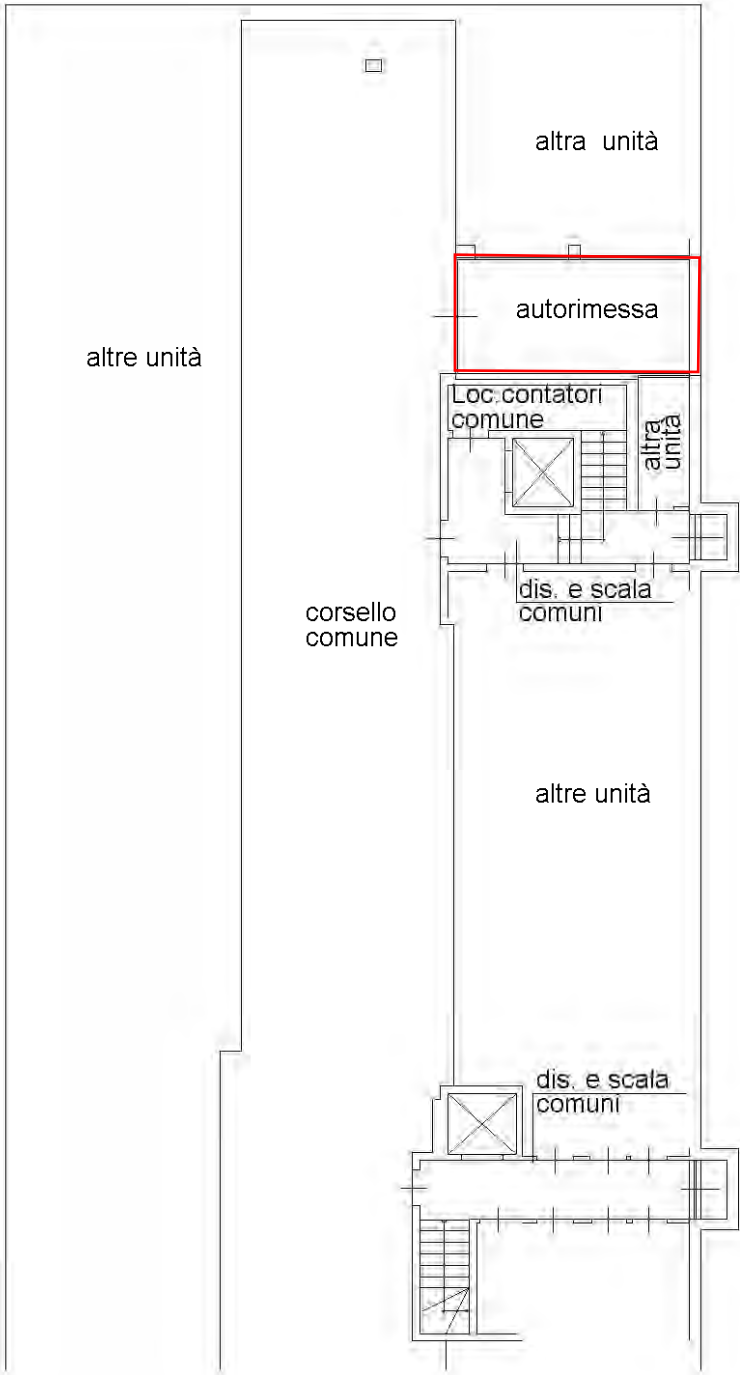 altra unità
autorimessa
altre unità
Loc.contatori
comune
altra
unità
dis. e scala
comuni
corsello
comune
altre unità
dis. e scala
comuni